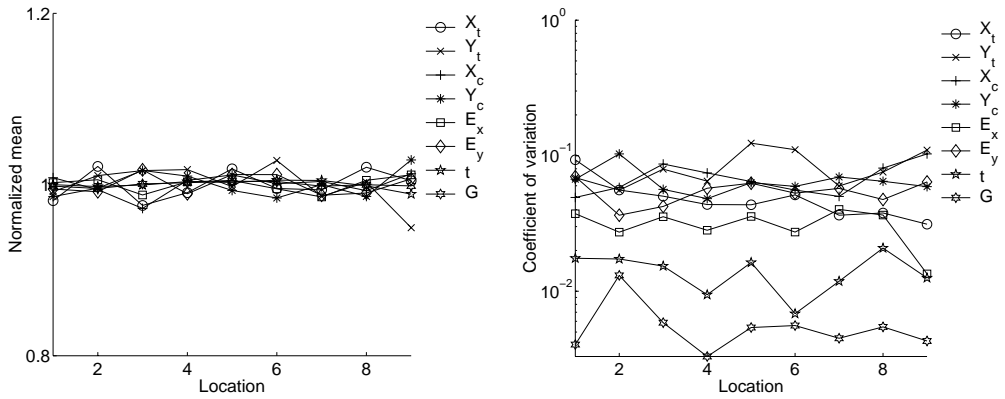 1.2
1
0.8
Normalized mean
2 4 6 8
Location
X_t
Y_t
X_c
Y_c
E_x
E_y
t
G
10^0
10^-1
10^-2
Coefficient of variation
2 4 6 8
Location
X_t
Y_t
X_c
Y_c
E_x
E_y
t
G